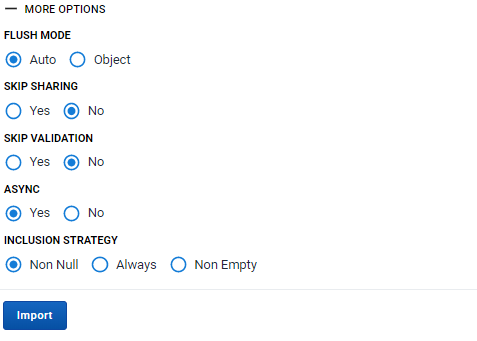 MORE OPTIONS
FLUSH MODE
Auto Object
SKIP SHARING
Yes No
SKIP VALIDATION
Yes No
ASYNC
Yes No
INCLUSION STRATEGY
Non Null Always Non Empty
Import